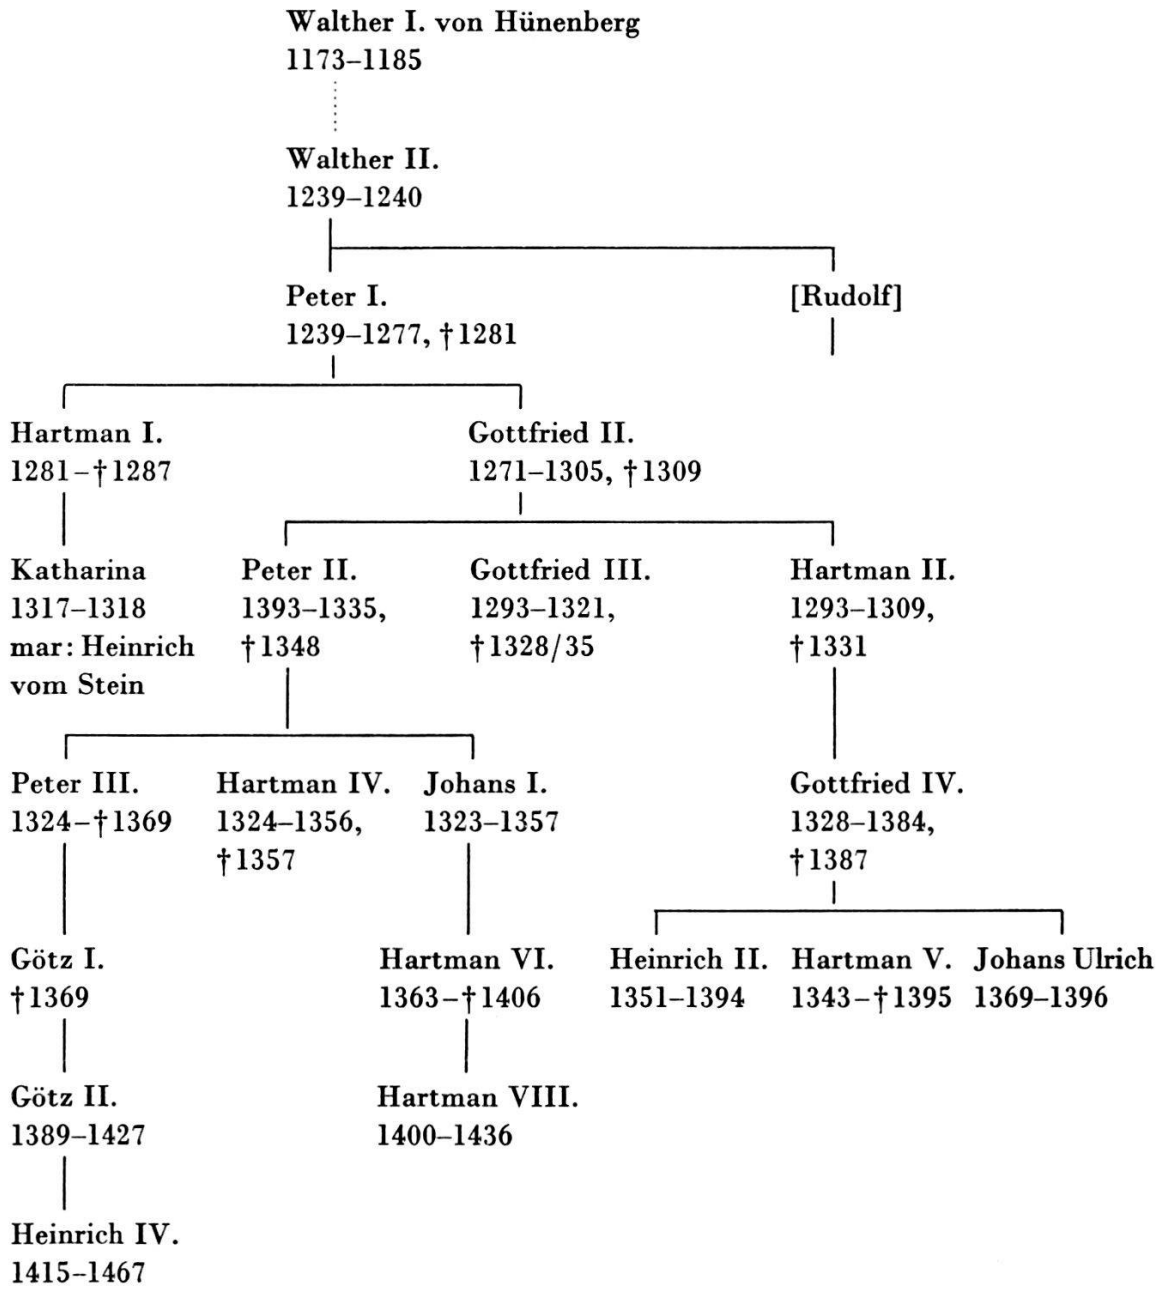 Walther I. von Hünenberg
1173–1185
Walther II.
1239–1240
Peter I.
1239–1277, †1281
[Rudolf]
Hartman I.
1281–†1287
Gottfried II.
1271–1305, †1309
Katharina
1317–1318
mar: Heinrich
vom Stein
Peter II.
1393–1335,
†1348
Gottfried III.
1293–1321,
†1328/35
Hartman II.
1293–1309,
†1331
Peter III.
1324–†1369
Hartman IV.
1324–1356,
†1357
Johans I.
1323–1357
Gottfried IV.
1328–1384,
†1387
Götz I.
†1369
Hartman VI.
1363–†1406
Heinrich II.
1351–1394
Hartman V.
1343–†1395
Johans Ulrich
1369–1396
Götz II.
1389–1427
Hartman VIII.
1400–1436
Heinrich IV.
1415–1467